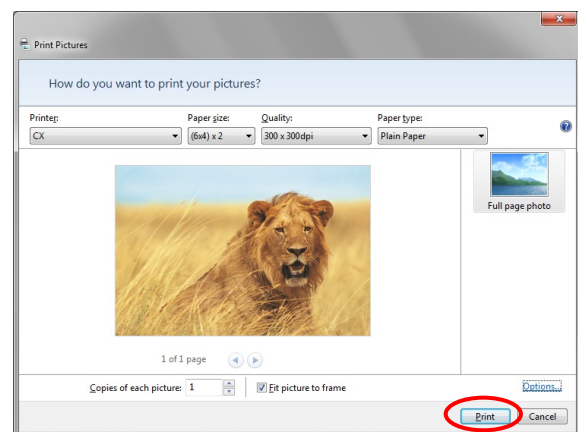 Print Pictures
How do you want to print your pictures?
Printer: Paper size: Quality: Paper type:
CX (6x4) x 2 300 x 300dpi Plain Paper
Full page photo
1 of 1 page
Copies of each picture: 1 Fit picture to frame Options...
Print Cancel